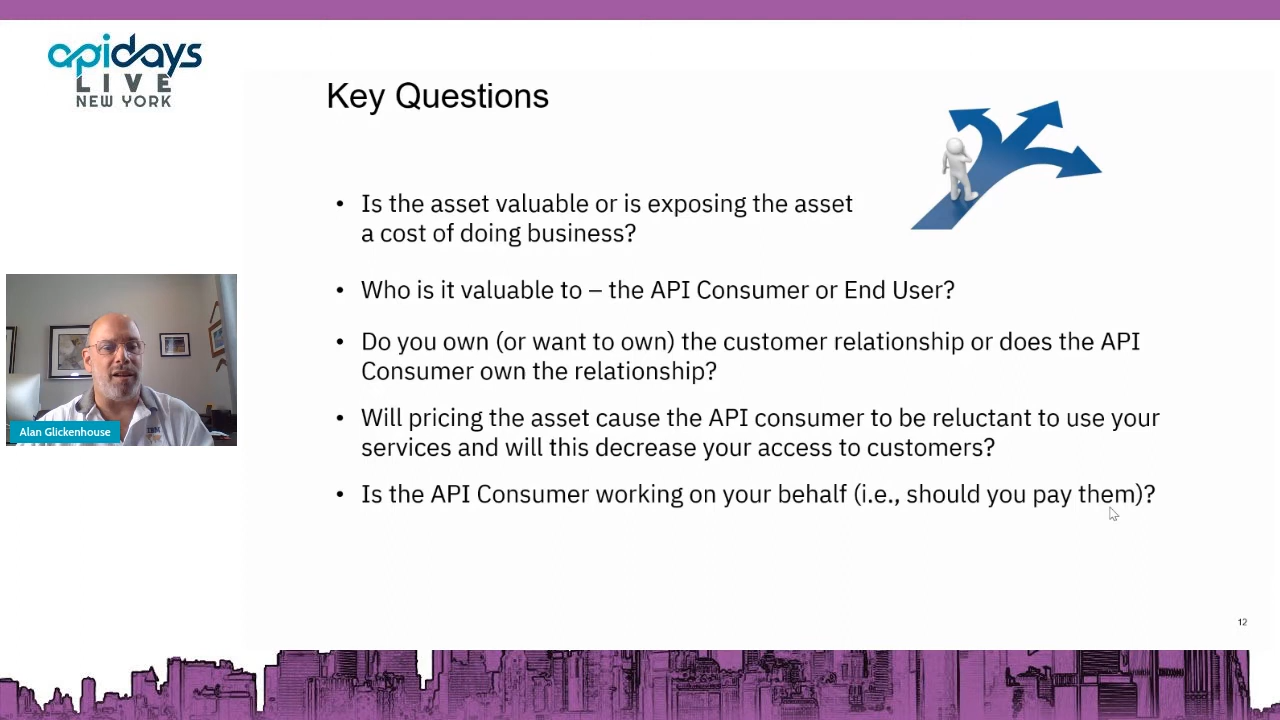 apidays
LIVE
NEW YORK
Key Questions
• Is the asset valuable or is exposing the asset
a cost of doing business?
• Who is it valuable to – the API Consumer or End User?
• Do you own (or want to own) the customer relationship or does the API
Consumer own the relationship?
• Will pricing the asset cause the API consumer to be reluctant to use your
services and will this decrease your access to customers?
• Is the API Consumer working on your behalf (i.e., should you pay them)?
Alan Glickenhouse
IBM
12